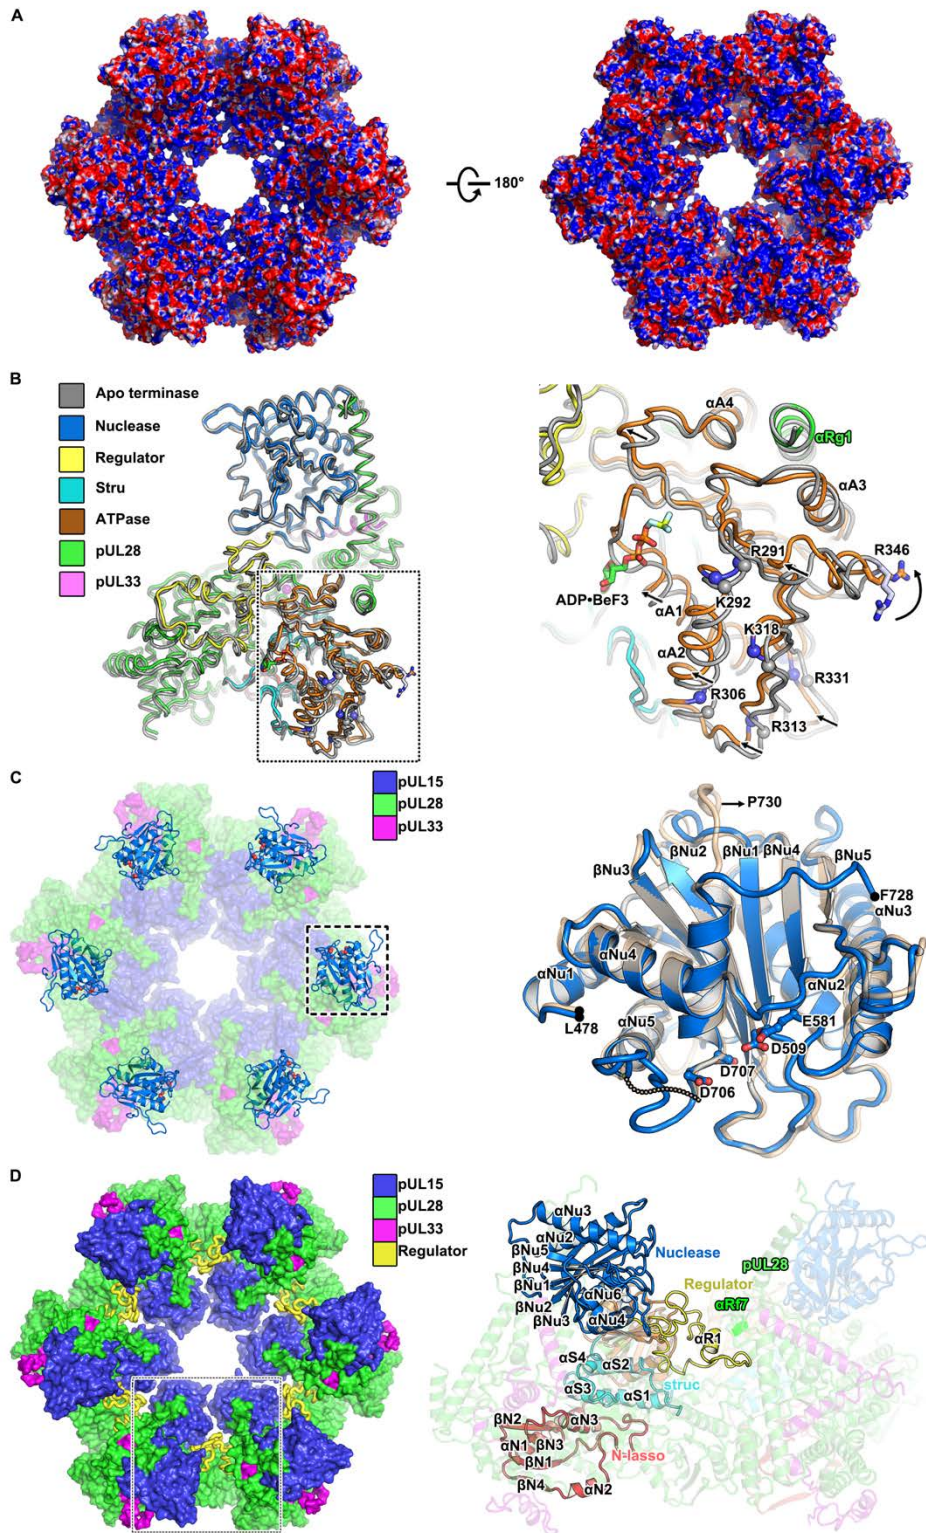 A
180°
B
Apo terminase
Nuclease
Regulator
Stru
ATPase
pUL28
pUL33
αA4
αRg1
αA3
R291
R346
ADP•BeF3
K292
αA1
K318
αA2
R331
R306
R313
C
pUL15
pUL28
pUL33
P730
βNu2
βNu1
βNu4
βNu3
βNu5
F728
αNu3
αNu4
αNu1
αNu2
L478
αNu5
E581
D509
D707
D706
D
pUL15
pUL28
pUL33
Regulator
αNu3
αNu2
βNu5
Nuclease
pUL28
βNu4
Regulator
βNu1
αNu6
αRf7
βNu2
αNu4
βNu3
αR1
αS4
αS2
αS3
αS1
struc
βN2
αN3
αN1
βN3
N-lasso
βN1
βN4
αN2